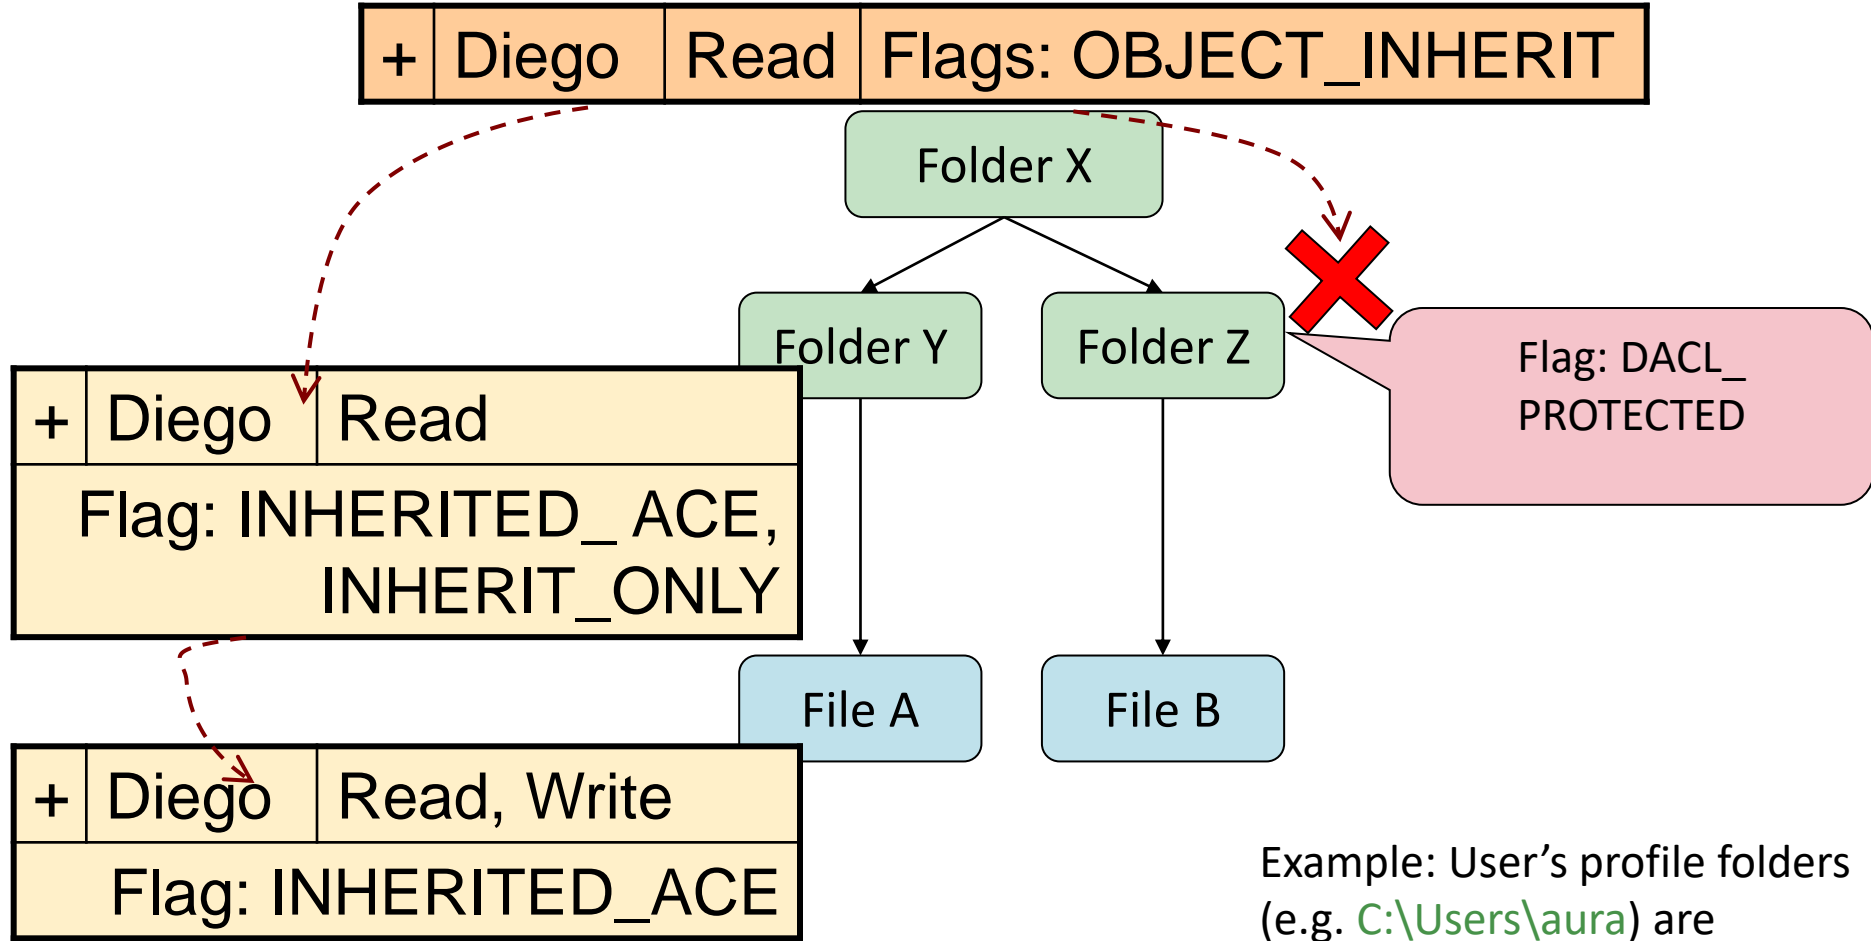 + Diego Read Flags: OBJECT_INHERIT
Folder X
Folder Y
Folder Z
Flag: DACL_
PROTECTED
+ Diego Read
Flag: INHERITED_ ACE,
INHERIT_ONLY
File A
File B
+ Diego Read, Write
Flag: INHERITED_ACE
Example: User’s profile folders
(e.g. C:\Users\aura) are